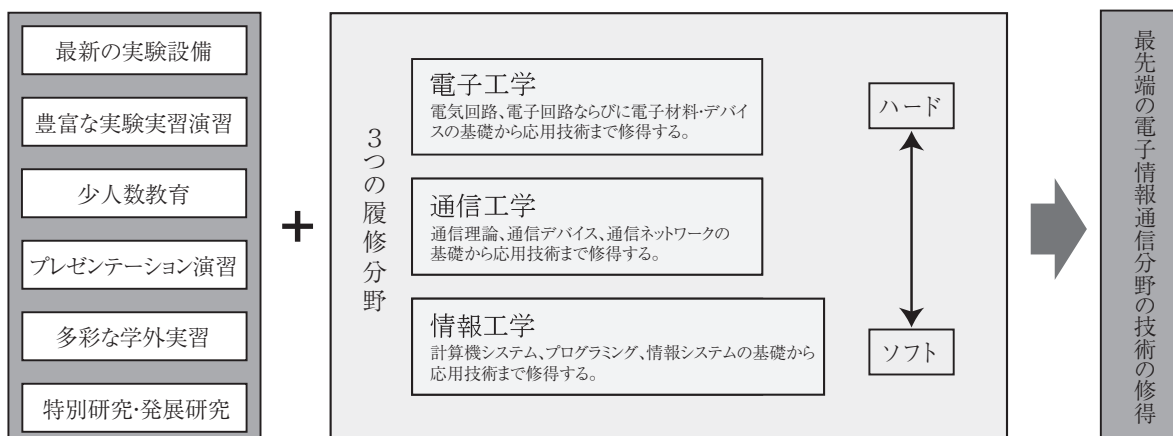 最新の実験設備
豊富な実験実習演習
少人数教育
プレゼンテーション演習
多彩な学外実習
特別研究・発展研究
+
3つの履修分野
電子工学
電気回路、電子回路ならびに電子材料・デバイ
スの基礎から応用技術まで修得する。
通信工学
通信理論、通信デバイス、通信ネットワークの
基礎から応用技術まで修得する。
情報工学
計算機システム、プログラミング、情報システムの基礎から
応用技術まで修得する。
ハード
ソフト
最先端の電子情報通信分野の技術の修得